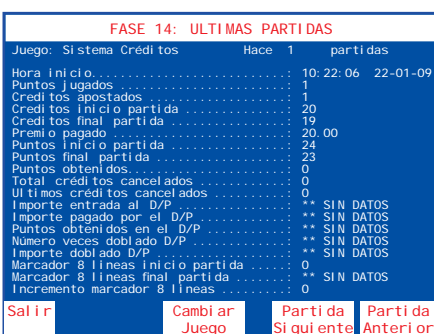 FASE 14: ULTIMAS PARTIDAS
Juego: Sistema Créditos Hace 1 partidas
Hora inicio..........................: 10:22:06 22-01-09
Puntos jugados .......................: 1
Creditos apostados ...................: 1
Creditos inicio partida ..............: 20
Creditos final partida ...............: 19
Premio pagado ........................: 20.00
Puntos inicio partida ................: 24
Puntos final partida .................: 23
Puntos obtenidos.....................: 0
Total créditos cancelados ............: 0
Ultimos créditos cancelados ..........: 0
Importe entrada al D/P ...............: ** SIN DATOS
Importe pagado por el D/P ............: ** SIN DATOS
Puntos obtenidos en el D/P ...........: ** SIN DATOS
Número veces doblado D/P .............: ** SIN DATOS
Importe doblado D/P ..................: ** SIN DATOS
Marcador 8 lineas inicio partida .....: 0
Marcador 8 lineas final partida ......: ** SIN DATOS
Incremento marcador 8 lineas .........: 0
Salir Cambiar Partida Partida
Juego Siguiente Anterior